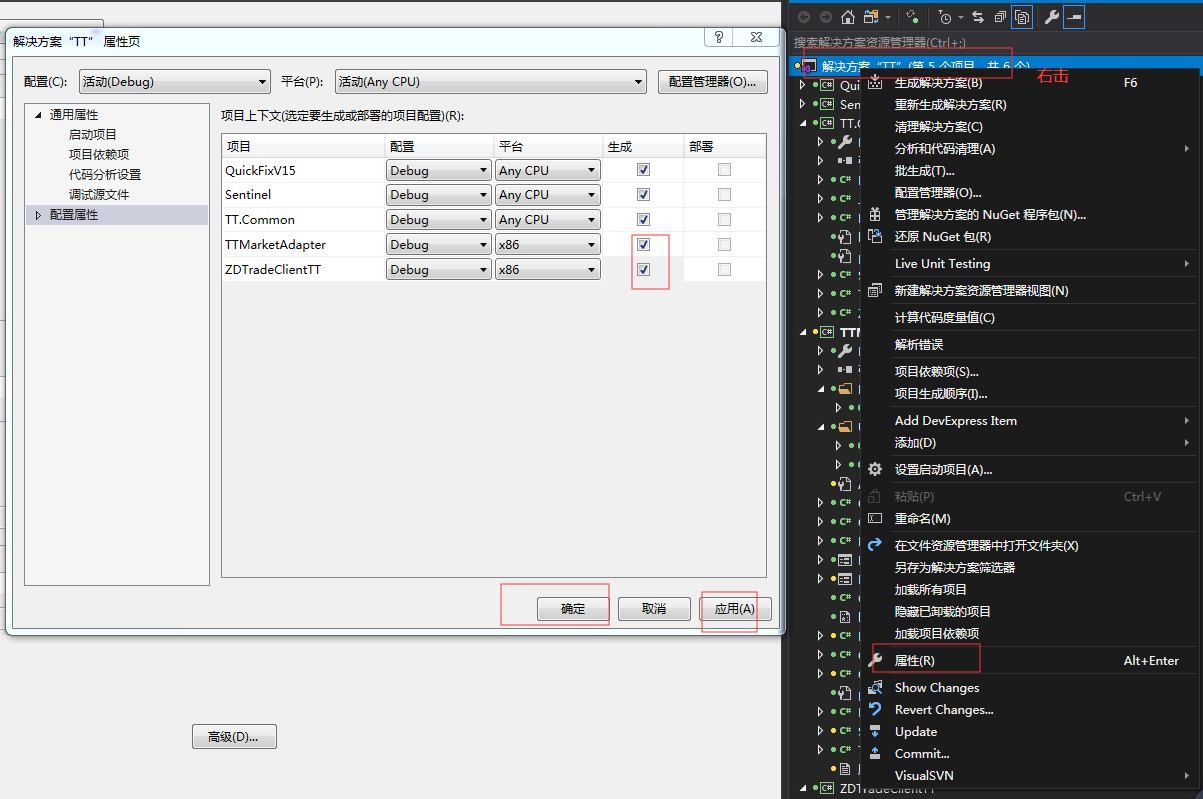 解决方案“TT” 属性页
配置(C):
活动(Debug)
平台(P):
活动(Any CPU)
配置管理器(O)...
通用属性
启动项目
项目依赖项
代码分析设置
调试源文件
配置属性
项目上下文(选定要生成或部署的项目配置)(R):
项目 配置 平台 生成 部署
QuickFixV15 Debug Any CPU
Sentinel Debug Any CPU
TT.Common Debug Any CPU
TTMarketAdapter Debug x86
ZDTradeClientTT Debug x86
确定
取消
应用(A)
高级(D)...
搜索解决方案资源管理器(Ctrl+;)
解决方案“TT”(第 5 个项目，共 6 个)
右击
Qui
Sen
TT.C
TTM
ZDTradeClientTT
生成解决方案(B) F6
重新生成解决方案(R)
清理解决方案(C)
分析和代码清理(A)
批生成(T)...
配置管理器(O)...
管理解决方案的 NuGet 程序包(N)...
还原 NuGet 包(R)
Live Unit Testing
新建解决方案资源管理器视图(N)
计算代码度量值(C)
解析错误
项目依赖项(S)...
项目生成顺序(I)...
Add DevExpress Item
添加(D)
设置启动项目(A)...
粘贴(P) Ctrl+V
重命名(M)
在文件资源管理器中打开文件夹(X)
另存为解决方案筛选器
加载所有项目
隐藏已卸载的项目
加载项目依赖项
属性(R) Alt+Enter
Show Changes
Revert Changes...
Update
Commit...
VisualSVN